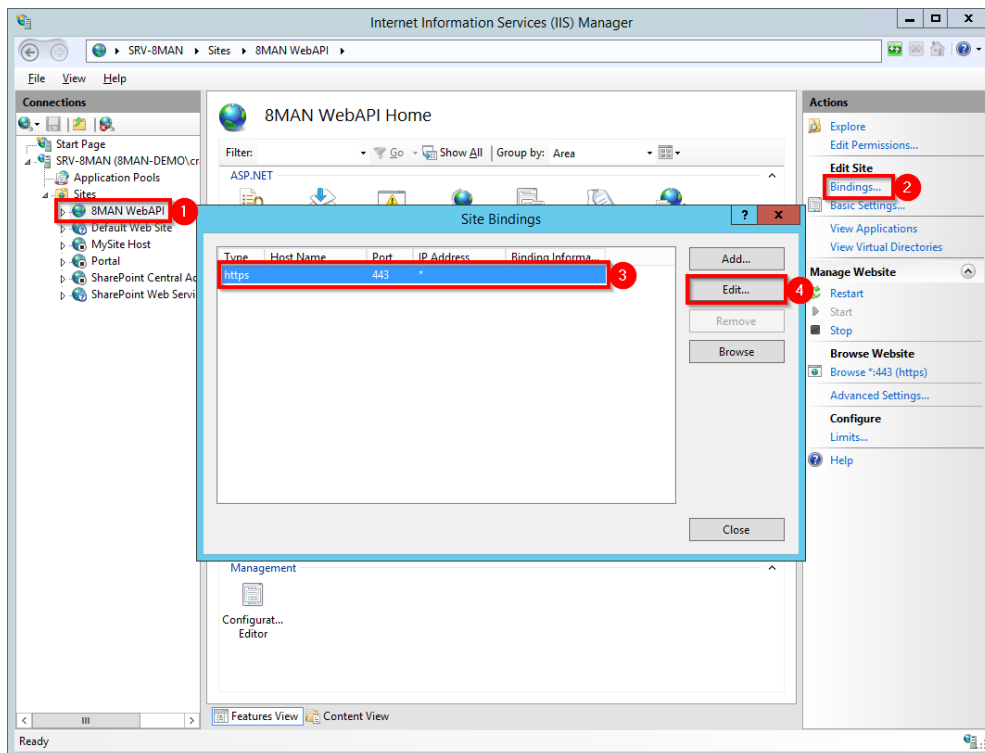 Internet Information Services (IIS) Manager
SRV-8MAN Sites 8MAN WebAPI
File View Help
Connections
Start Page
SRV-8MAN (8MAN-DEMO\cr
Application Pools
Sites
8MAN WebAPI 1
Default Web Site
MySite Host
Portal
SharePoint Central Ad
SharePoint Web Servi
8MAN WebAPI Home
Filter: Go Show All Group by: Area
ASP.NET
Site Bindings ? x
Type Host Name Port IP Address Binding Informa...
https 443 * 3
Add...
Edit... 4
Remove
Browse
Close
Management
Configurat...
Editor
Features View Content View
Actions
Explore
Edit Permissions...
Edit Site
Bindings... 2
Basic Settings...
View Applications
View Virtual Directories
Manage Website
Restart
Start
Stop
Browse Website
Browse *:443 (https)
Advanced Settings...
Configure
Limits...
Help
Ready